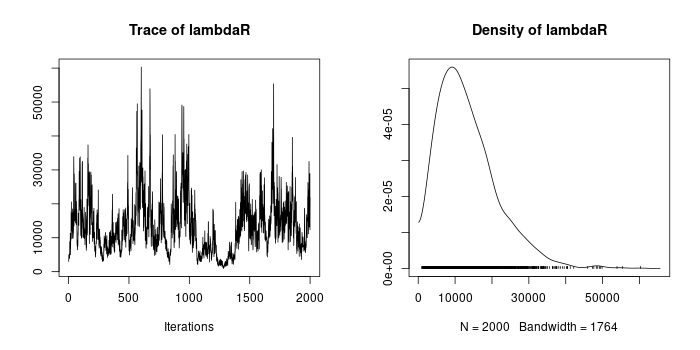 Trace of lambdaR
50000
30000
10000
0
0 500 1000 1500 2000
Iterations
Density of lambdaR
4e-05
2e-05
0e+00
0 10000 30000 50000
N = 2000 Bandwidth = 1764